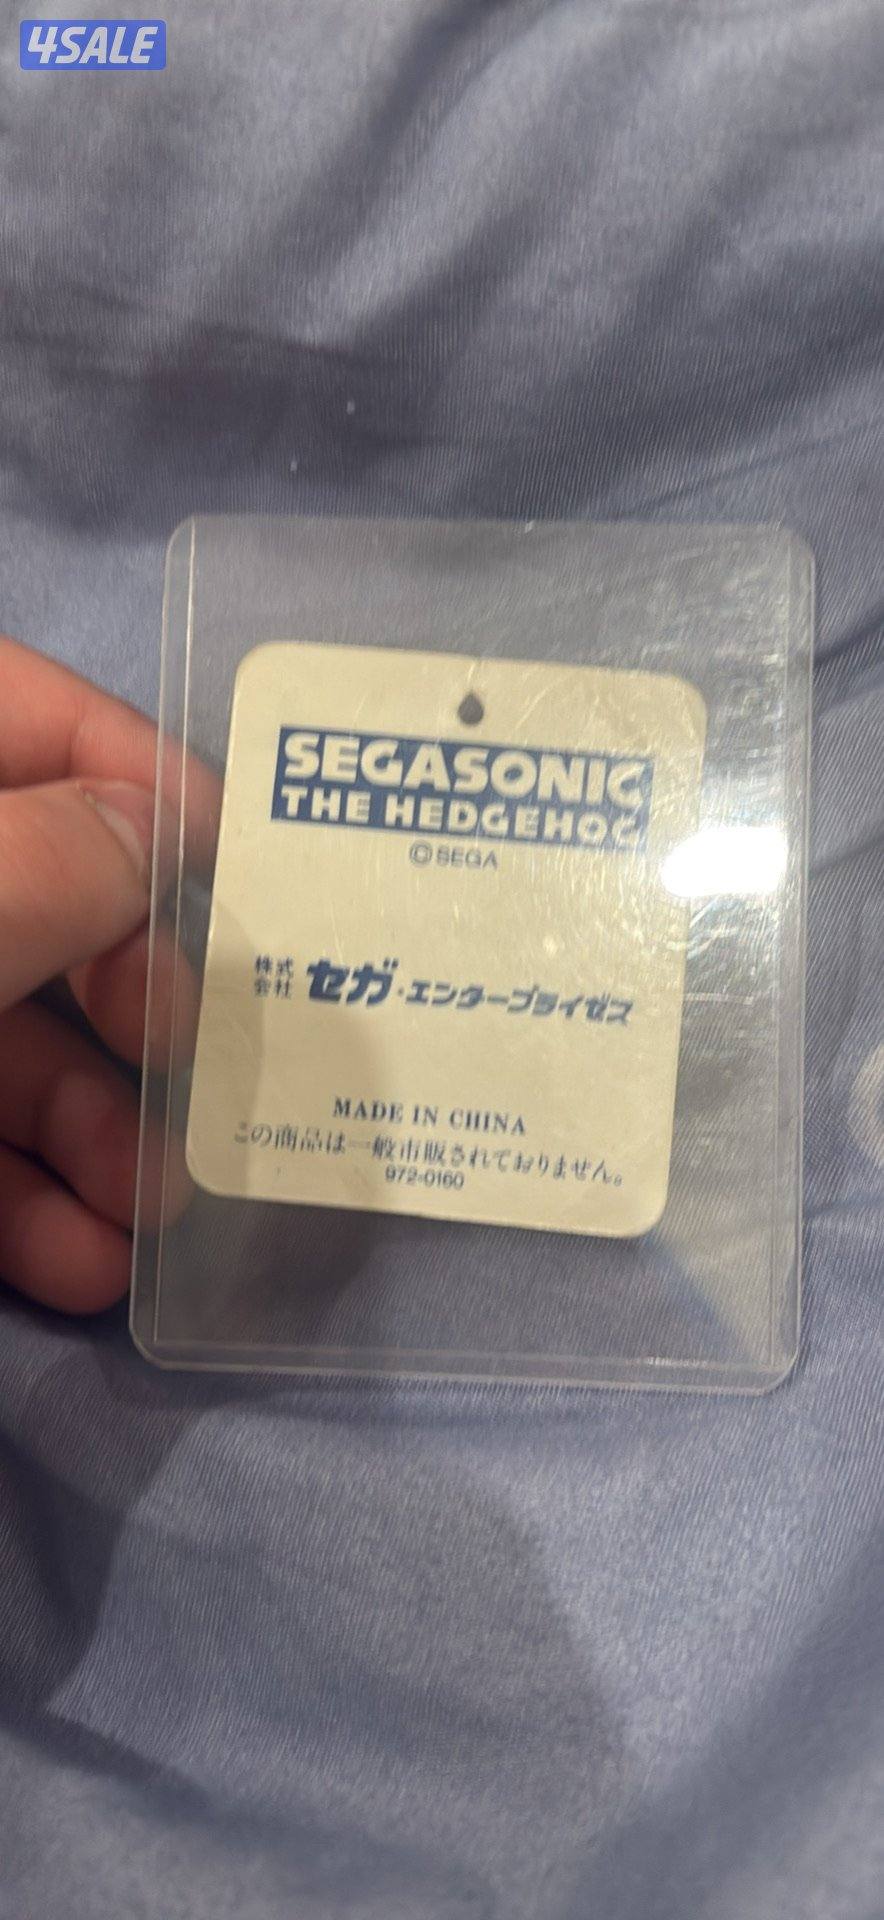 4SALE
SEGASONIC
THE HEDGEHOG
©SEGA
株式会社 セガ・エンタープライゼス
MADE IN CHINA
この商品は一般市販されておりません。
972-0160